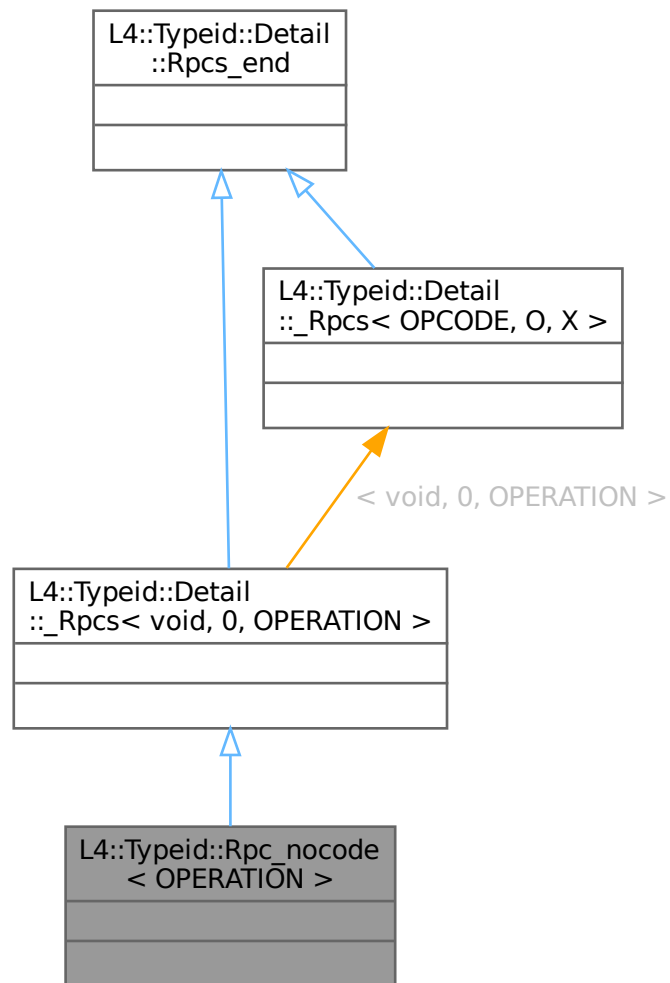 L4::Typeid::Detail
::Rpcs_end
L4::Typeid::Detail
::_Rpcs< OPCODE, O, X >
< void, 0, OPERATION >
L4::Typeid::Detail
::_Rpcs< void, 0, OPERATION >
L4::Typeid::Rpc_nocode
< OPERATION >